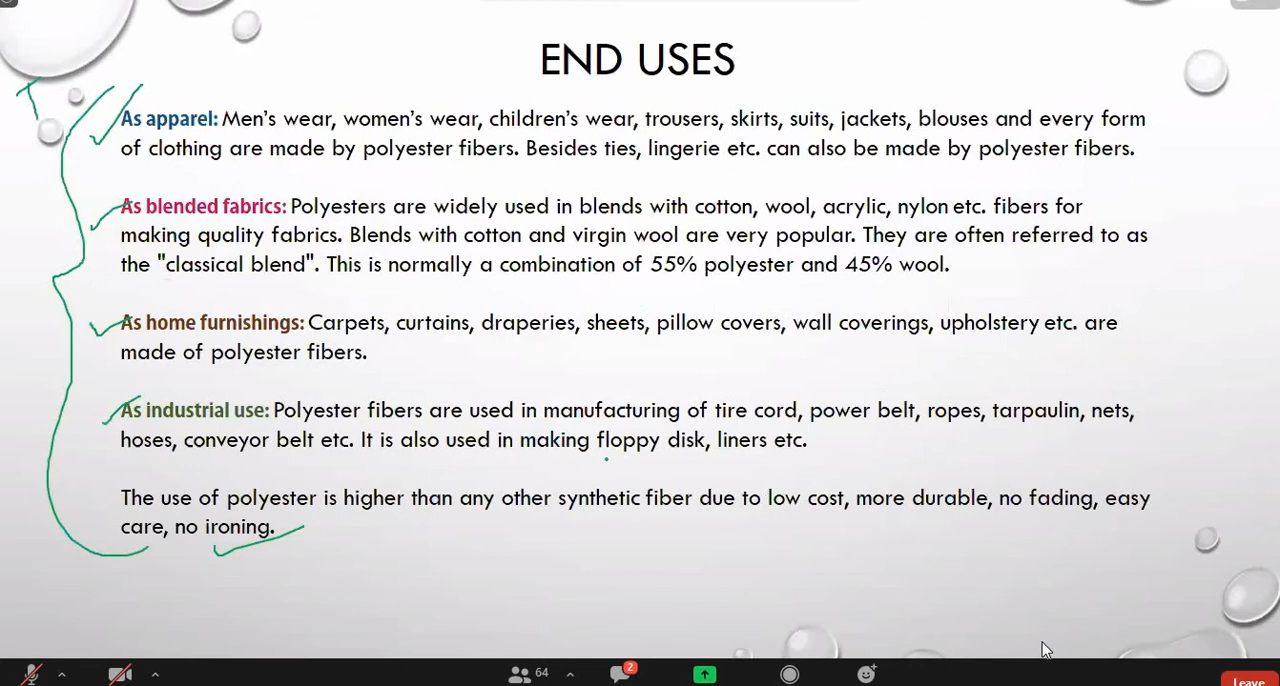 END USES
As apparel: Men's wear, women's wear, children's wear, trousers, skirts, suits, jackets, blouses and every form
of clothing are made by polyester fibers. Besides ties, lingerie etc. can also be made by polyester fibers.
As blended fabrics: Polyesters are widely used in blends with cotton, wool, acrylic, nylon etc. fibers for
making quality fabrics. Blends with cotton and virgin wool are very popular. They are often referred to as
the "classical blend". This is normally a combination of 55% polyester and 45% wool.
As home furnishings: Carpets, curtains, draperies, sheets, pillow covers, wall coverings, upholstery etc. are
made of polyester fibers.
As industrial use: Polyester fibers are used in manufacturing of tire cord, power belt, ropes, tarpaulin, nets,
hoses, conveyor belt etc. It is also used in making floppy disk, liners etc.
The use of polyester is higher than any other synthetic fiber due to low cost, more durable, no fading, easy
care, no ironing.
64
2
Leave